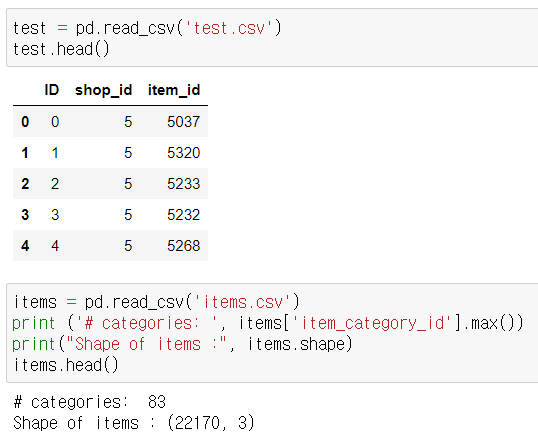 test = pd.read_csv('test.csv')
test.head()
ID shop_id item_id
0 0 5 5037
1 1 5 5320
2 2 5 5233
3 3 5 5232
4 4 5 5268
items = pd.read_csv('items.csv')
print ('# categories: ', items['item_category_id'].max())
print("Shape of items :", items.shape)
items.head()
# categories:  83
Shape of items : (22170, 3)